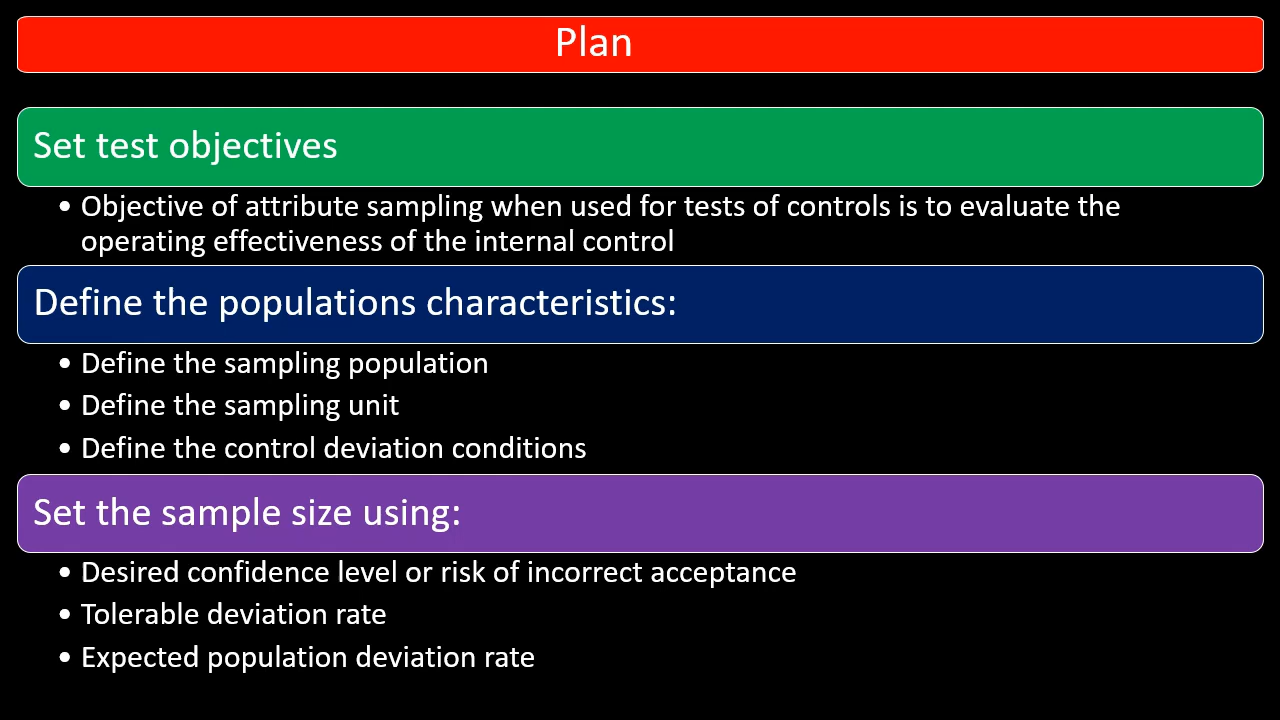 Plan
Set test objectives
• Objective of attribute sampling when used for tests of controls is to evaluate the
operating effectiveness of the internal control
Define the populations characteristics:
• Define the sampling population
• Define the sampling unit
• Define the control deviation conditions
Set the sample size using:
• Desired confidence level or risk of incorrect acceptance
• Tolerable deviation rate
• Expected population deviation rate